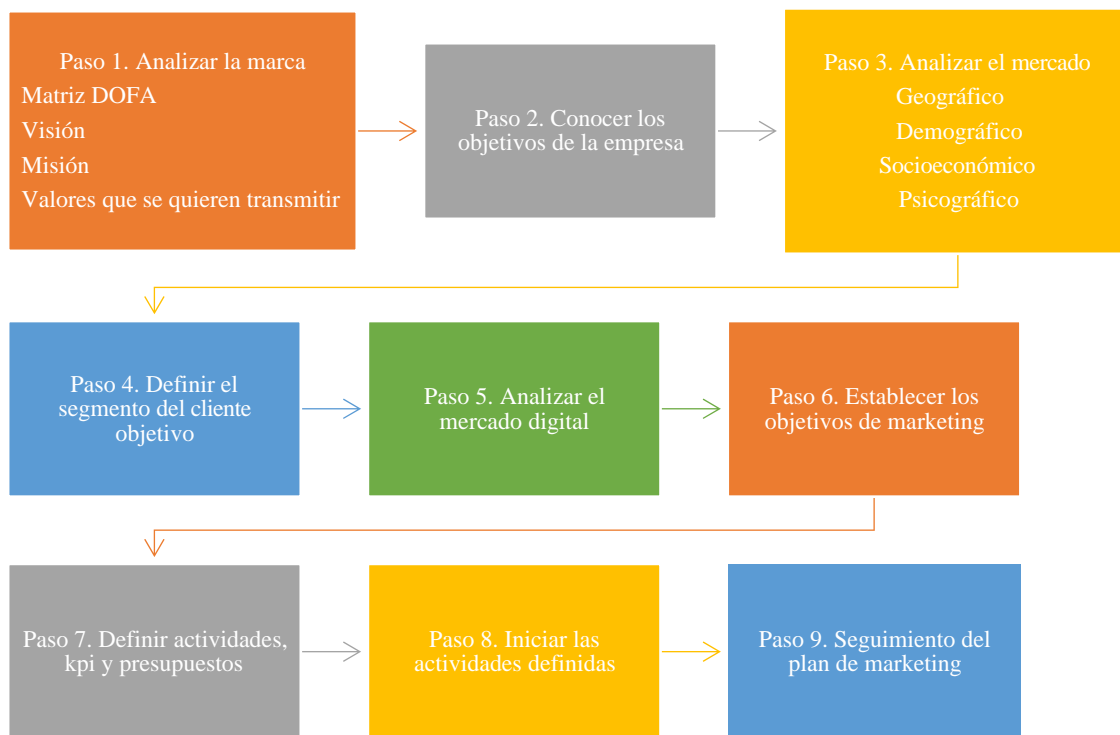 Paso 1. Analizar la marca
Matriz DOFA
Visión
Misión
Valores que se quieren transmitir
Paso 2. Conocer los
objetivos de la empresa
Paso 3. Analizar el mercado
Geográfico
Demográfico
Socioeconómico
Psicográfico
Paso 4. Definir el
segmento del cliente
objetivo
Paso 5. Analizar el
mercado digital
Paso 6. Establecer los
objetivos de marketing
Paso 7. Definir actividades,
kpi y presupuestos
Paso 8. Iniciar las
actividades definidas
Paso 9. Seguimiento del
plan de marketing